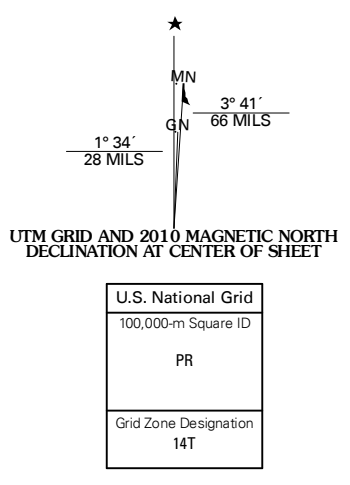 MN
3° 41´
66 MILS
GN
1° 34´
28 MILS
UTM GRID AND 2010 MAGNETIC NORTH
DECLINATION AT CENTER OF SHEET
U.S. National Grid
100,000-m Square ID
PR
Grid Zone Designation
14T